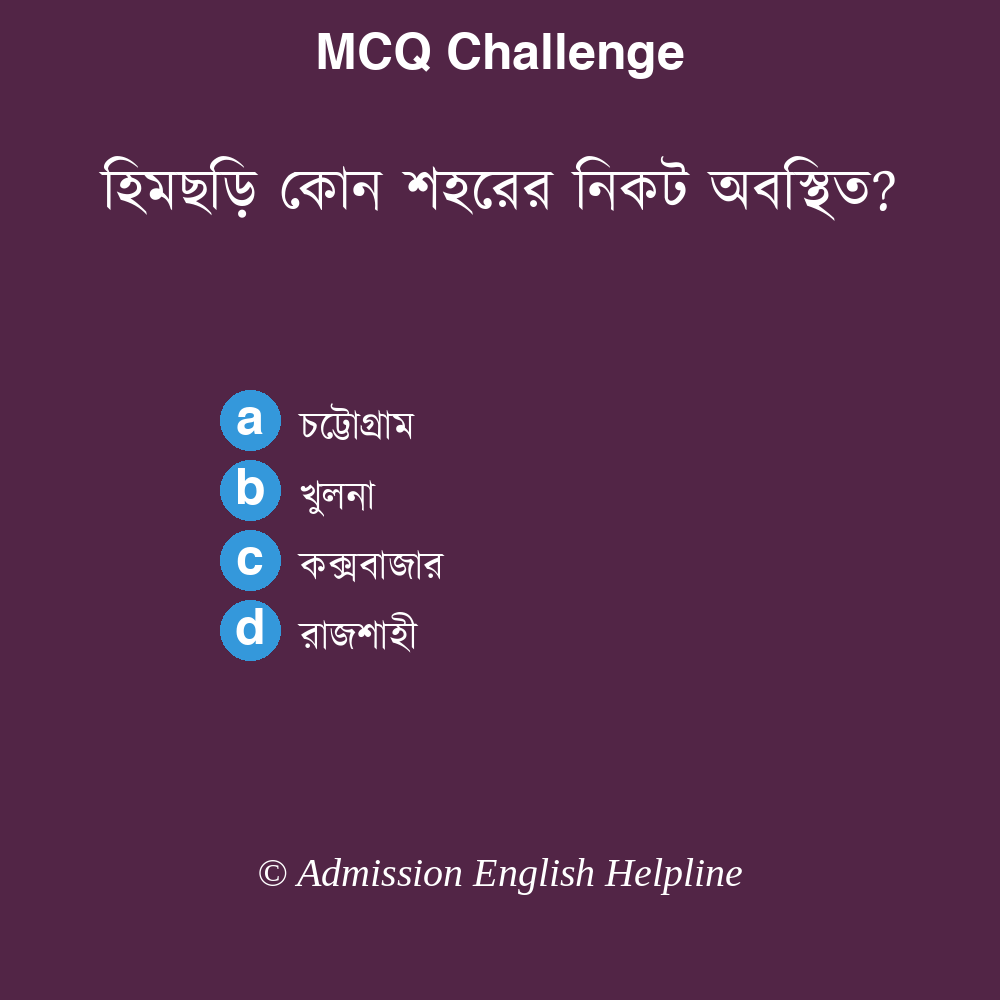 MCQ Challenge
হিমছড়ি কোন শহরের নিকট অবস্থিত?
a চট্টোগ্রাম
b খুলনা
c কক্সবাজার
d রাজশাহী
© Admission English Helpline